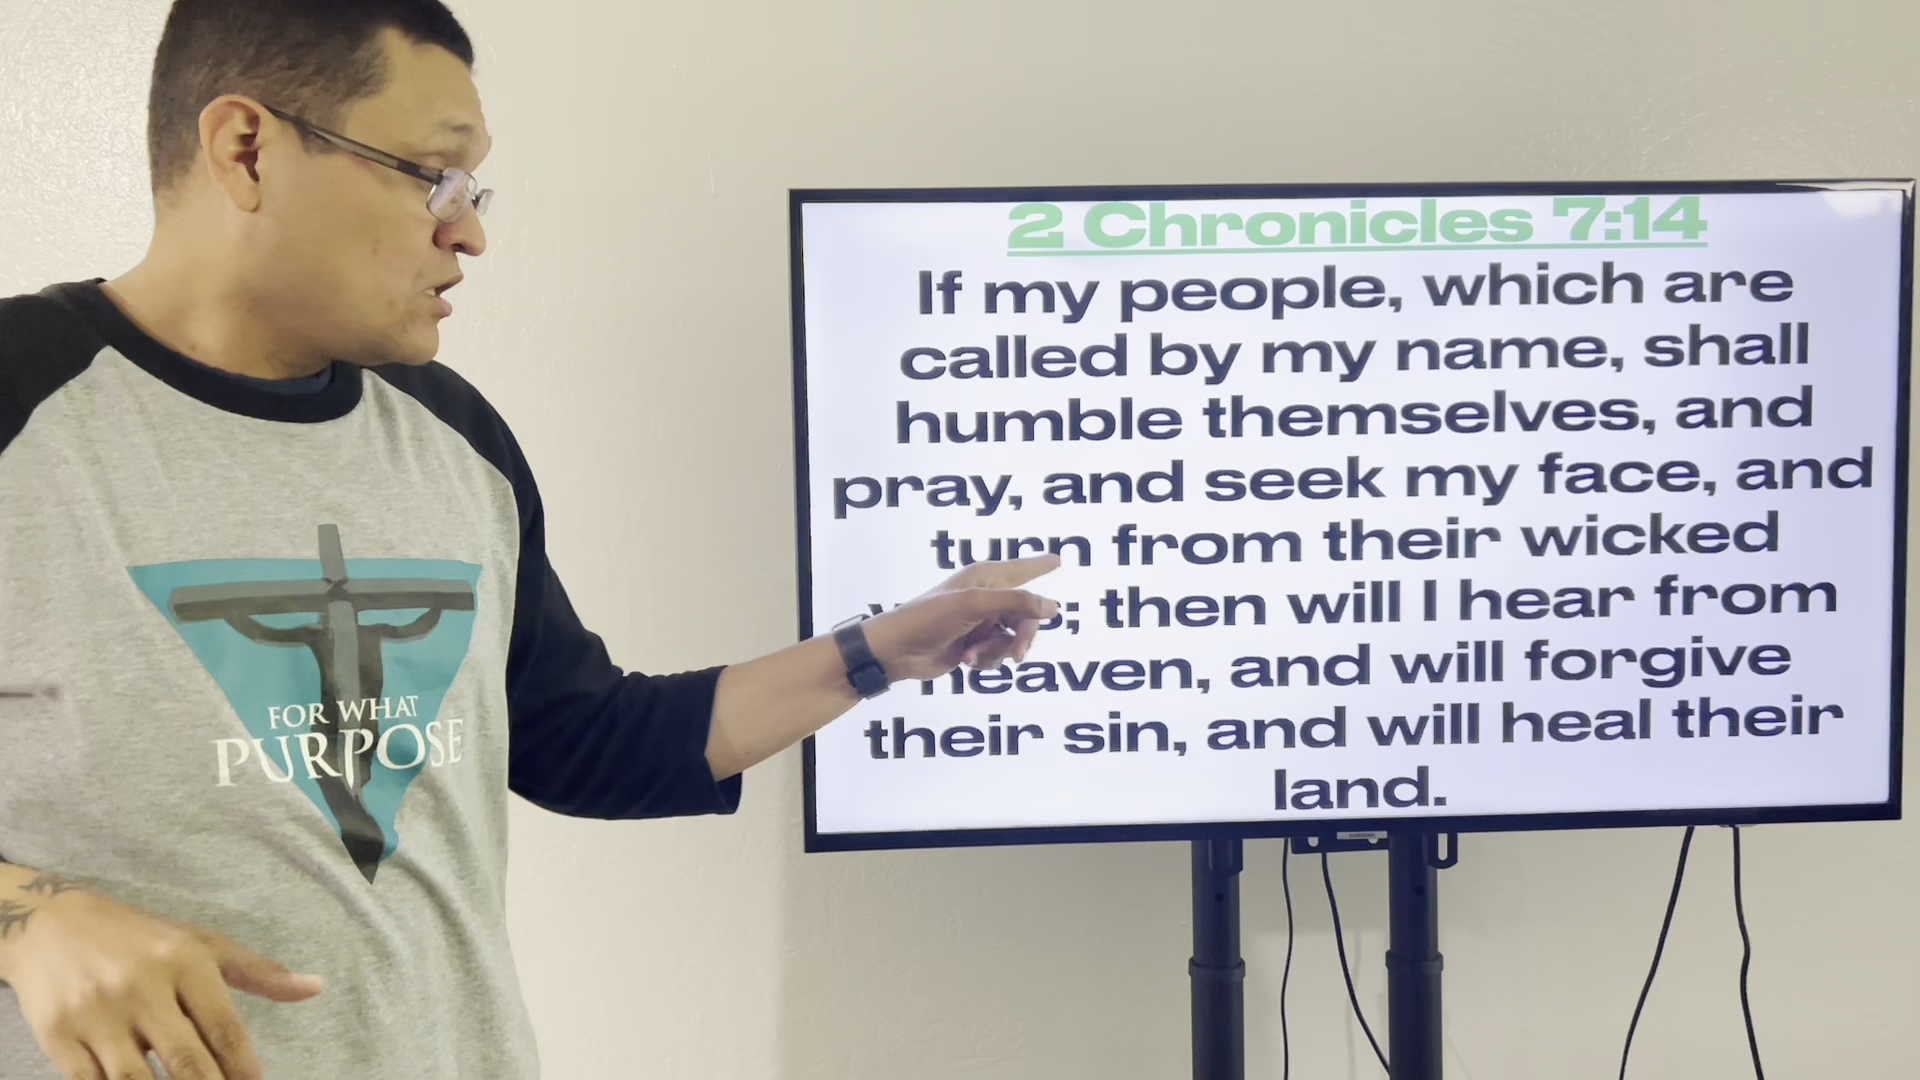 2 Chronicles 7:14
If my people, which are
called by my name, shall
humble themselves, and
pray, and seek my face, and
turn from their wicked
; then will I hear from
heaven, and will forgive
their sin, and will heal their
land.
FOR WHAT
PURPOSE
SAMSUNG